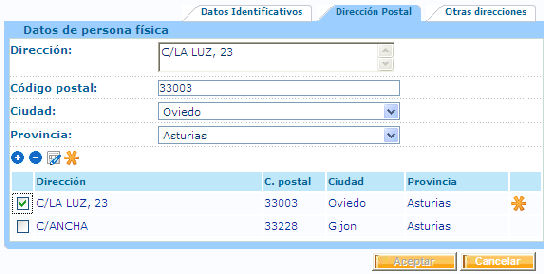 Datos Identificativos Dirección Postal Otras direcciones
Datos de persona física
Dirección: C/LA LUZ, 23
Código postal: 33003
Ciudad: Oviedo
Provincia: Asturias
Dirección C. postal Ciudad Provincia
C/LA LUZ, 23 33003 Oviedo Asturias
C/ANCHA 33228 Gijon Asturias
Aceptar Cancelar